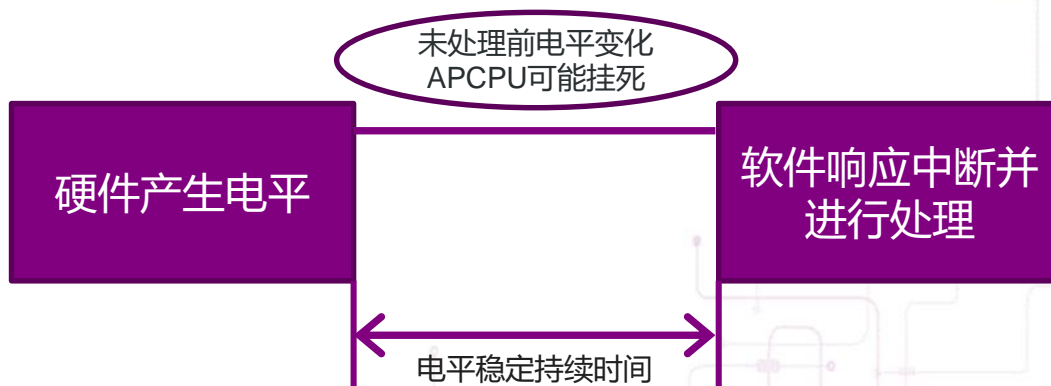 未处理前电平变化
APCPU可能挂死
硬件产生电平
软件响应中断并
进行处理
电平稳定持续时间